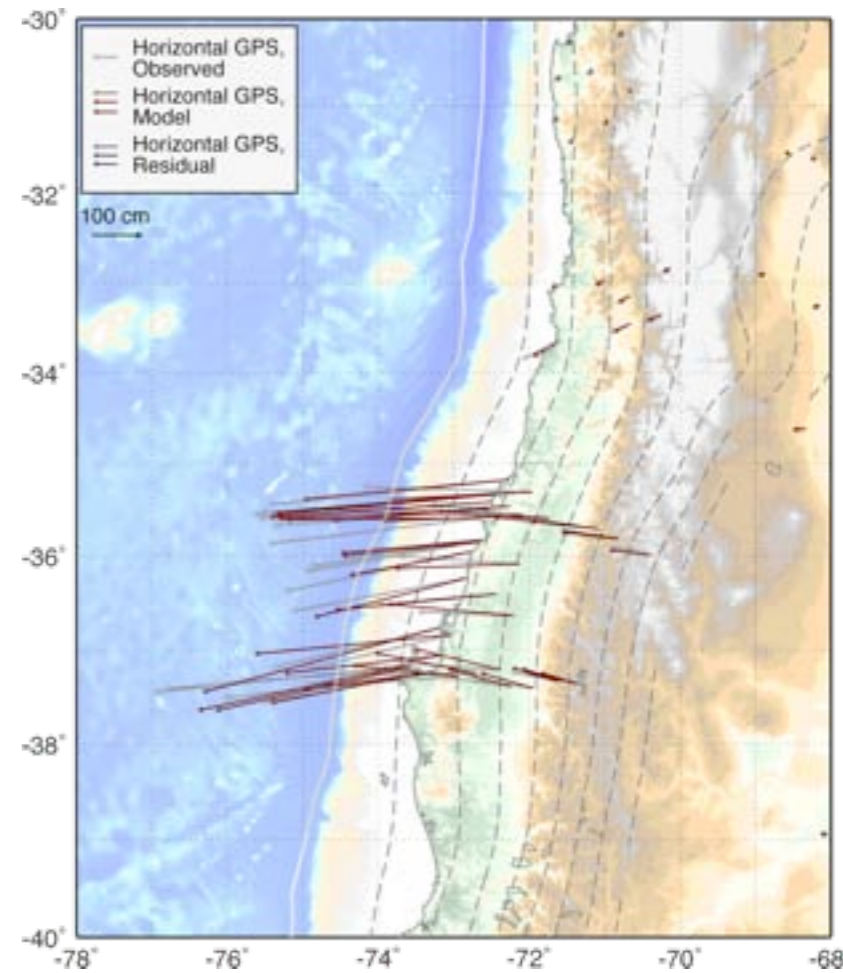 -30°
Horizontal GPS,
Observed
Horizontal GPS,
Model
Horizontal GPS,
Residual
-32°
100 cm
-34°
-36°
-38°
-40°
-78°
-76°
-74°
-72°
-70°
-68°